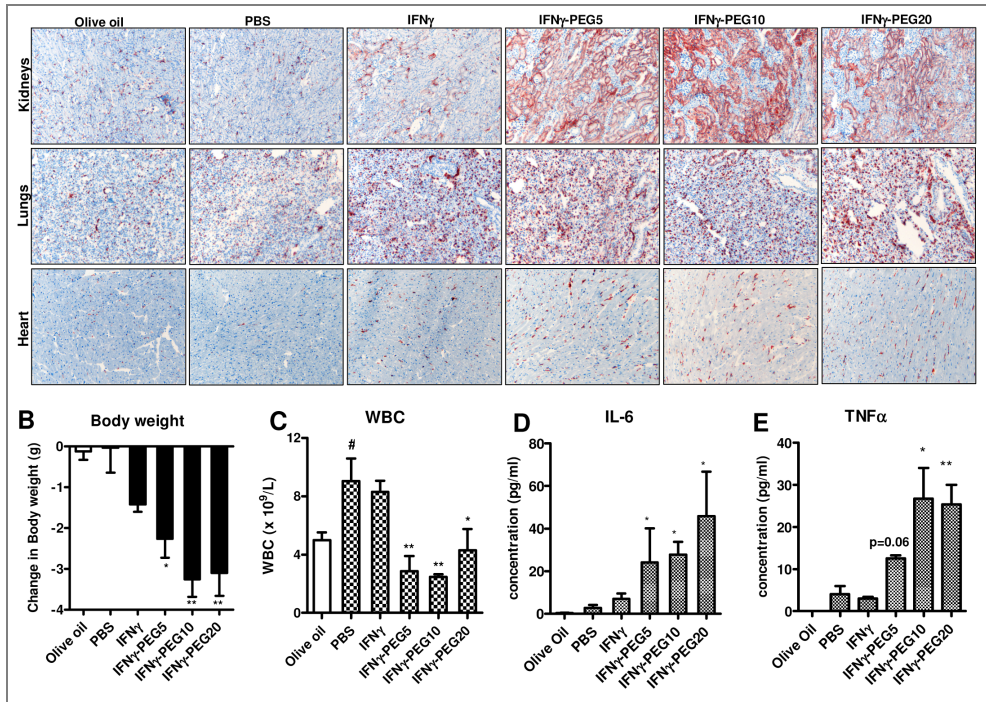 Olive oil PBS IFNγ IFNγ-PEG5 IFNγ-PEG10 IFNγ-PEG20
Kidneys
Lungs
Heart
B Body weight
Change in Body weight (g)
0
-1
-2
-3
-4
*
**
**
Olive oil
PBS
IFNγ
IFNγ-PEG5
IFNγ-PEG10
IFNγ-PEG20
C WBC
WBC (x 10⁹/L)
12
8
4
0
#
**
**
*
Olive oil
PBS
IFNγ
IFNγ-PEG5
IFNγ-PEG10
IFNγ-PEG20
D IL-6
concentration (pg/ml)
80
60
40
20
0
*
*
*
Olive Oil
PBS
IFNγ
IFNγ-PEG5
IFNγ-PEG10
IFNγ-PEG20
E TNFα
concentration (pg/ml)
40
30
20
10
0
p=0.06
*
**
Olive Oil
PBS
IFNγ
IFNγ-PEG5
IFNγ-PEG10
IFNγ-PEG20